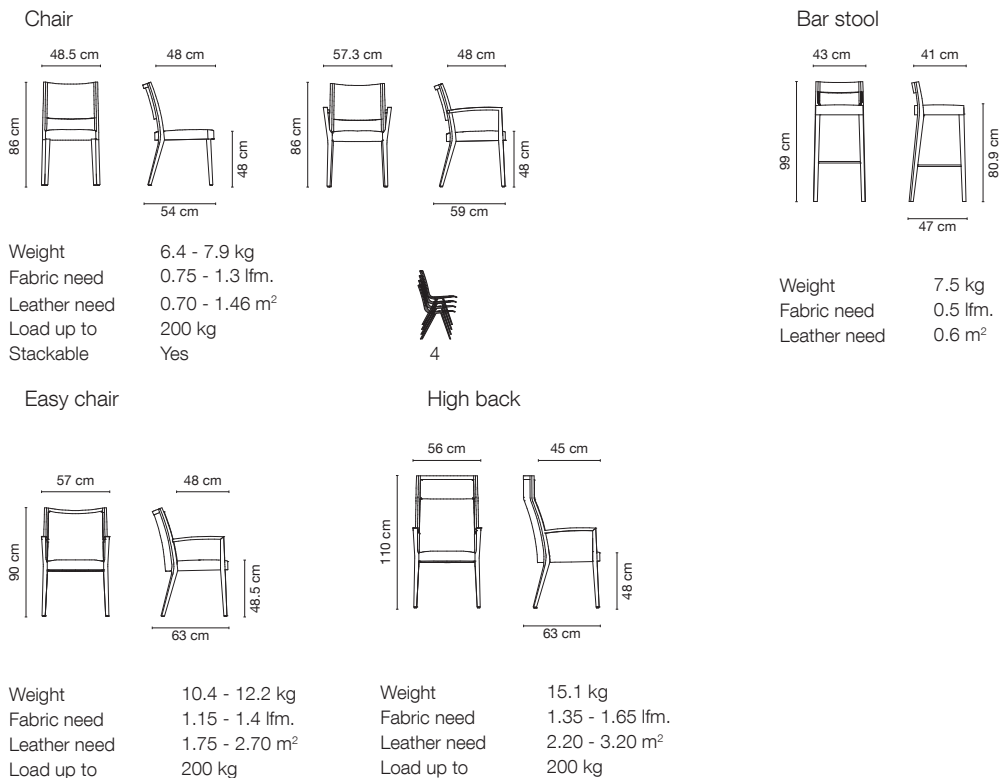 Chair
48.5 cm
48 cm
57.3 cm
48 cm
86 cm
48 cm
86 cm
48 cm
54 cm
59 cm
Weight 6.4 - 7.9 kg
Fabric need 0.75 - 1.3 lfm.
Leather need 0.70 - 1.46 m²
Load up to 200 kg
Stackable Yes
4
Bar stool
43 cm
41 cm
99 cm
80.9 cm
47 cm
Weight 7.5 kg
Fabric need 0.5 lfm.
Leather need 0.6 m²
Easy chair
57 cm
48 cm
90 cm
48.5 cm
63 cm
Weight 10.4 - 12.2 kg
Fabric need 1.15 - 1.4 lfm.
Leather need 1.75 - 2.70 m²
Load up to 200 kg
High back
56 cm
45 cm
110 cm
48 cm
63 cm
Weight 15.1 kg
Fabric need 1.35 - 1.65 lfm.
Leather need 2.20 - 3.20 m²
Load up to 200 kg